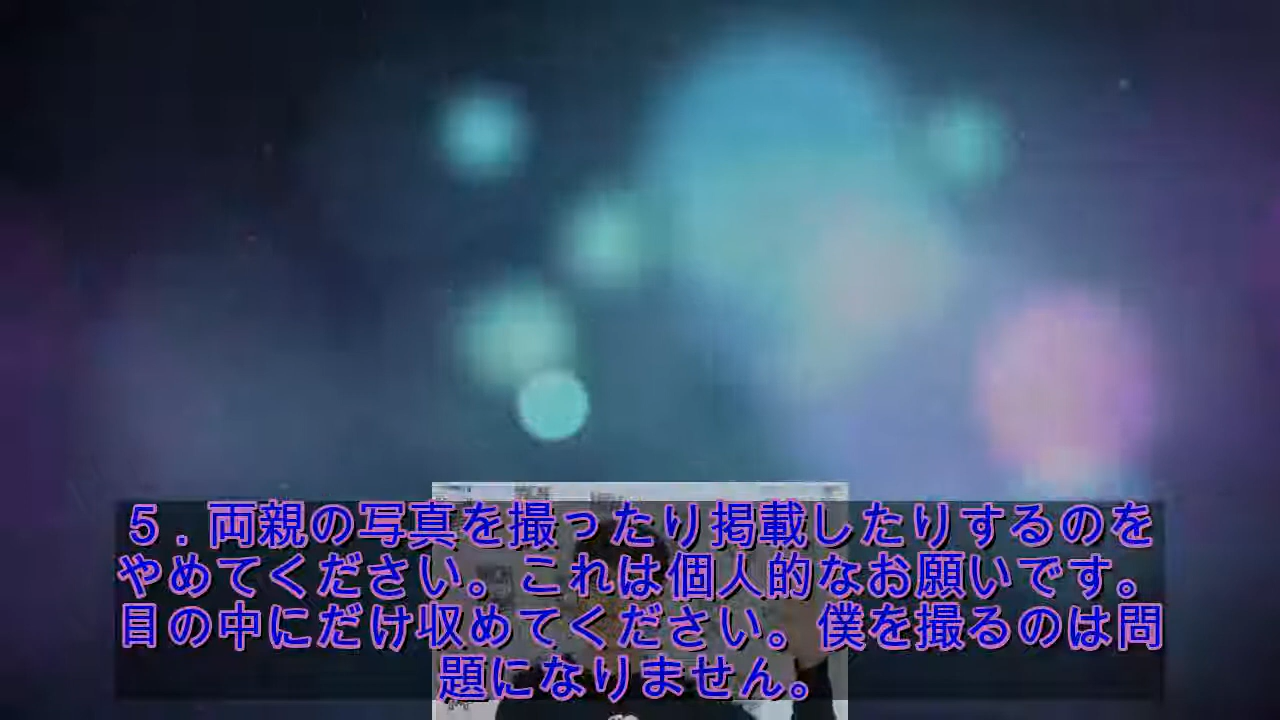 5．両親の写真を撮ったり掲載したりするのを
やめてください。これは個人的なお願いです。
目の中にだけ収めてください。僕を撮るのは問
題になりません。